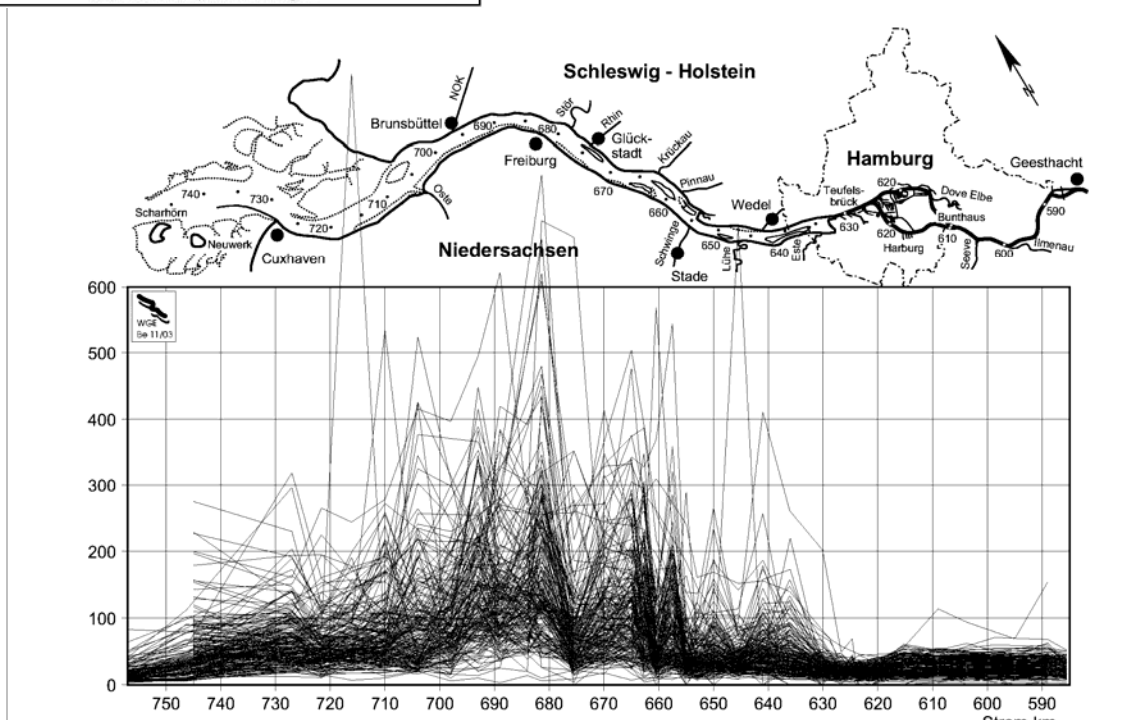 Schleswig - Holstein
NOK
Stör
Rhin
Brunsbüttel
690
680
Glück-
stadt
Krückau
Hamburg
N
700
Freiburg
Geesthacht
740
730
710
Oste
670
Pinnau
660
Wedel
Teufels-
brück
620
Dove Elbe
590
Scharhörn
720
Neuwerk
Cuxhaven
Niedersachsen
Schwinge
650
Lühe
640
Este
630
620
Harburg
Bunthaus
610
Seeve
600
Ilmenau
Stade
600
WGE
Be 11/03
500
400
300
200
100
0
750 740 730 720 710 700 690 680 670 660 650 640 630 620 610 600 590